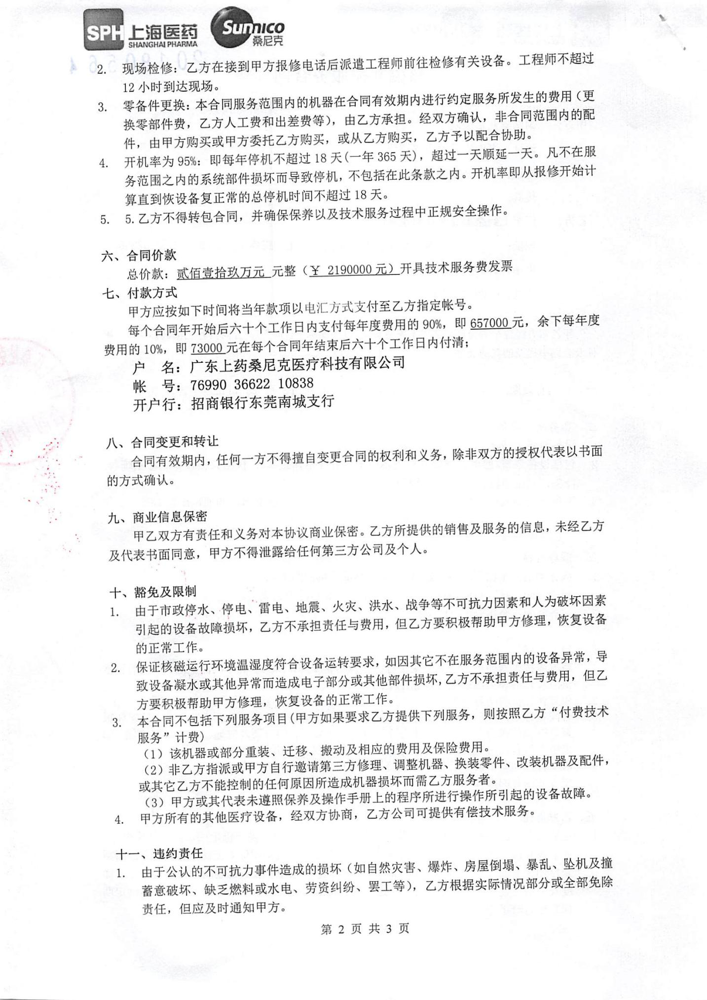 SPH 上海医药
SHANGHAI PHARMA
Sunnico
桑尼克
2. 现场检修：乙方在接到甲方报修电话后派遣工程师前往检修有关设备。工程师不超过
12 小时到达现场。
3. 零备件更换：本合同服务范围内的机器在合同有效期内进行约定服务所发生的费用（更
换零部件费，乙方人工费和出差费等），由乙方承担。经双方确认，非合同范围内的配
件，由甲方购买或甲方委托乙方购买，或从乙方购买，乙方予以配合协助。
4. 开机率为 95%：即每年停机不超过 18 天(一年 365 天)，超过一天顺延一天。凡不在服
务范围之内的系统部件损坏而导致停机，不包括在此条款之内。开机率即从报修开始计
算直到恢设备复正常的总停机时间不超过 18 天。
5. 5.乙方不得转包合同，并确保保养以及技术服务过程中正规安全操作。
六、合同价款
总价款：贰佰壹拾玖万元 元整（￥ 2190000 元）开具技术服务费发票
七、付款方式
甲方应按如下时间将当年款项以电汇方式支付至乙方指定帐号。
每个合同年开始后六十个工作日内支付每年度费用的 90%，即 657000 元，余下每年度
费用的 10%，即 73000 元在每个合同年结束后六十个工作日内付清；
户 名：广东上药桑尼克医疗科技有限公司
帐 号：76990 36622 10838
开户行：招商银行东莞南城支行
八、合同变更和转让
合同有效期内，任何一方不得擅自变更合同的权利和义务，除非双方的授权代表以书面
的方式确认。
九、商业信息保密
甲乙双方有责任和义务对本协议商业保密。乙方所提供的销售及服务的信息，未经乙方
及代表书面同意，甲方不得泄露给任何第三方公司及个人。
十、豁免及限制
1. 由于市政停水、停电、雷电、地震、火灾、洪水、战争等不可抗力因素和人为破坏因素
引起的设备故障损坏，乙方不承担责任与费用，但乙方要积极帮助甲方修理，恢复设备
的正常工作。
2. 保证核磁运行环境温湿度符合设备运转要求，如因其它不在服务范围内的设备异常，导
致设备凝水或其他异常而造成电子部分或其他部件损坏,乙方不承担责任与费用，但乙
方要积极帮助甲方修理，恢复设备的正常工作。
3. 本合同不包括下列服务项目(甲方如果要求乙方提供下列服务，则按照乙方“付费技术
服务”计费)
（1）该机器或部分重装、迁移、搬动及相应的费用及保险费用。
（2）非乙方指派或甲方自行邀请第三方修理、调整机器、换装零件、改装机器及配件，
或其它乙方不能控制的任何原因所造成机器损坏而需乙方服务者。
（3）甲方或其代表未遵照保养及操作手册上的程序所进行操作所引起的设备故障。
4. 甲方所有的其他医疗设备，经双方协商，乙方公司可提供有偿技术服务。
十一、违约责任
1. 由于公认的不可抗力事件造成的损坏（如自然灾害、爆炸、房屋倒塌、暴乱、坠机及撞
蓄意破坏、缺乏燃料或水电、劳资纠纷、罢工等），乙方根据实际情况部分或全部免除
责任，但应及时通知甲方。
第 2 页 共 3 页